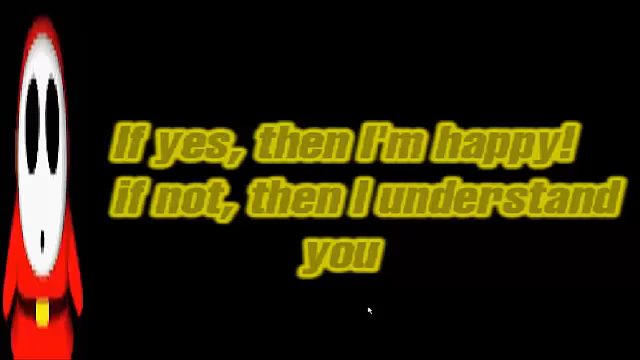 If yes, then I'm happy!
if not, then I understand
you